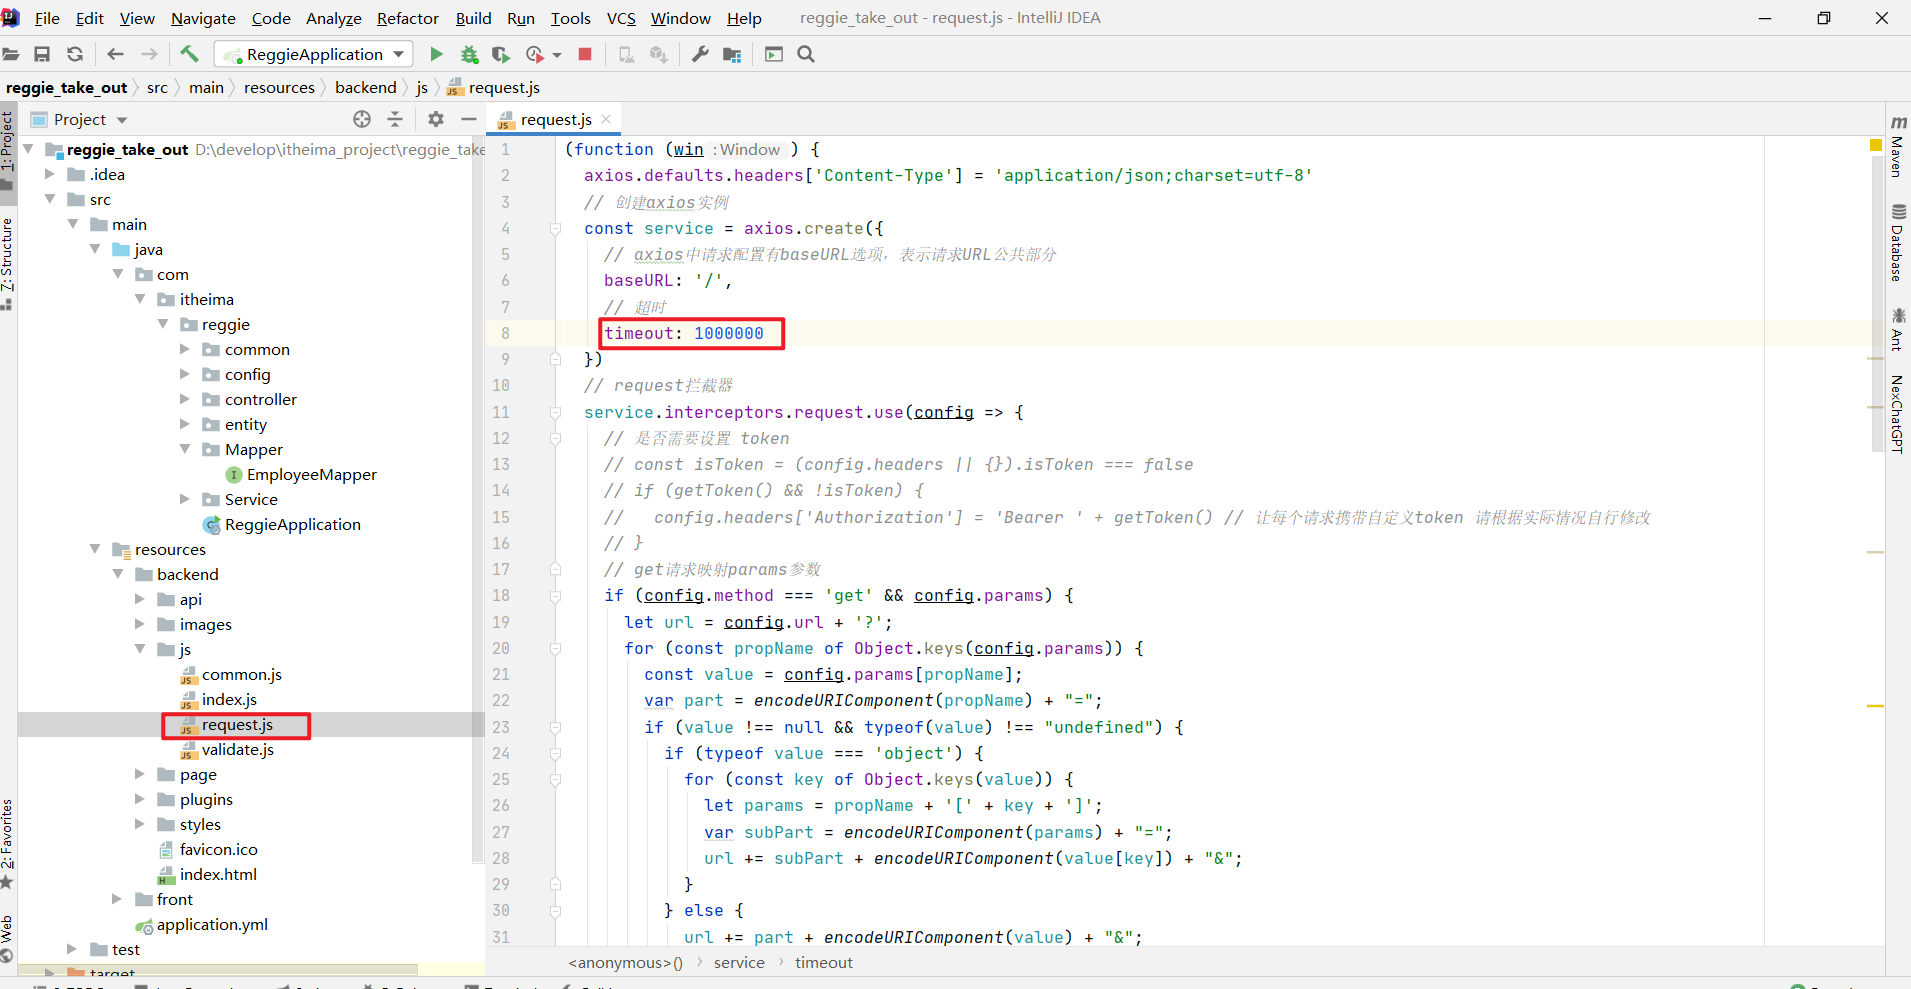 File Edit View Navigate Code Analyze Refactor Build Run Tools VCS Window Help reggie_take_out - request.js - IntelliJ IDEA
ReggieApplication
reggie_take_out src main resources backend js request.js
Project
request.js
1: Project
7: Structure
2: Favorites
Web
reggie_take_out D:\develop\itheima_project\reggie_take
.idea
src
main
java
com
itheima
reggie
common
config
controller
entity
Mapper
EmployeeMapper
Service
ReggieApplication
resources
backend
api
images
js
common.js
index.js
request.js
validate.js
page
plugins
styles
favicon.ico
index.html
front
application.yml
test
target
1 (function (win : Window ) {
2 axios.defaults.headers['Content-Type'] = 'application/json;charset=utf-8'
3 // 创建axios实例
4 const service = axios.create({
5 // axios中请求配置有baseURL选项，表示请求URL公共部分
6 baseURL: '/',
7 // 超时
8 timeout: 1000000
9 })
10 // request拦截器
11 service.interceptors.request.use(config => {
12 // 是否需要设置 token
13 // const isToken = (config.headers || {}).isToken === false
14 // if (getToken() && !isToken) {
15 //   config.headers['Authorization'] = 'Bearer ' + getToken() // 让每个请求携带自定义token 请根据实际情况自行修改
16 // }
17 // get请求映射params参数
18 if (config.method === 'get' && config.params) {
19 let url = config.url + '?';
20 for (const propName of Object.keys(config.params)) {
21 const value = config.params[propName];
22 var part = encodeURIComponent(propName) + "=";
23 if (value !== null && typeof(value) !== "undefined") {
24 if (typeof value === 'object') {
25 for (const key of Object.keys(value)) {
26 let params = propName + '[' + key + ']';
27 var subPart = encodeURIComponent(params) + "=";
28 url += subPart + encodeURIComponent(value[key]) + "&";
29 }
30 } else {
31 url += part + encodeURIComponent(value) + "&";
<anonymous>() service timeout
Maven
Database
Ant
NexChatGPT